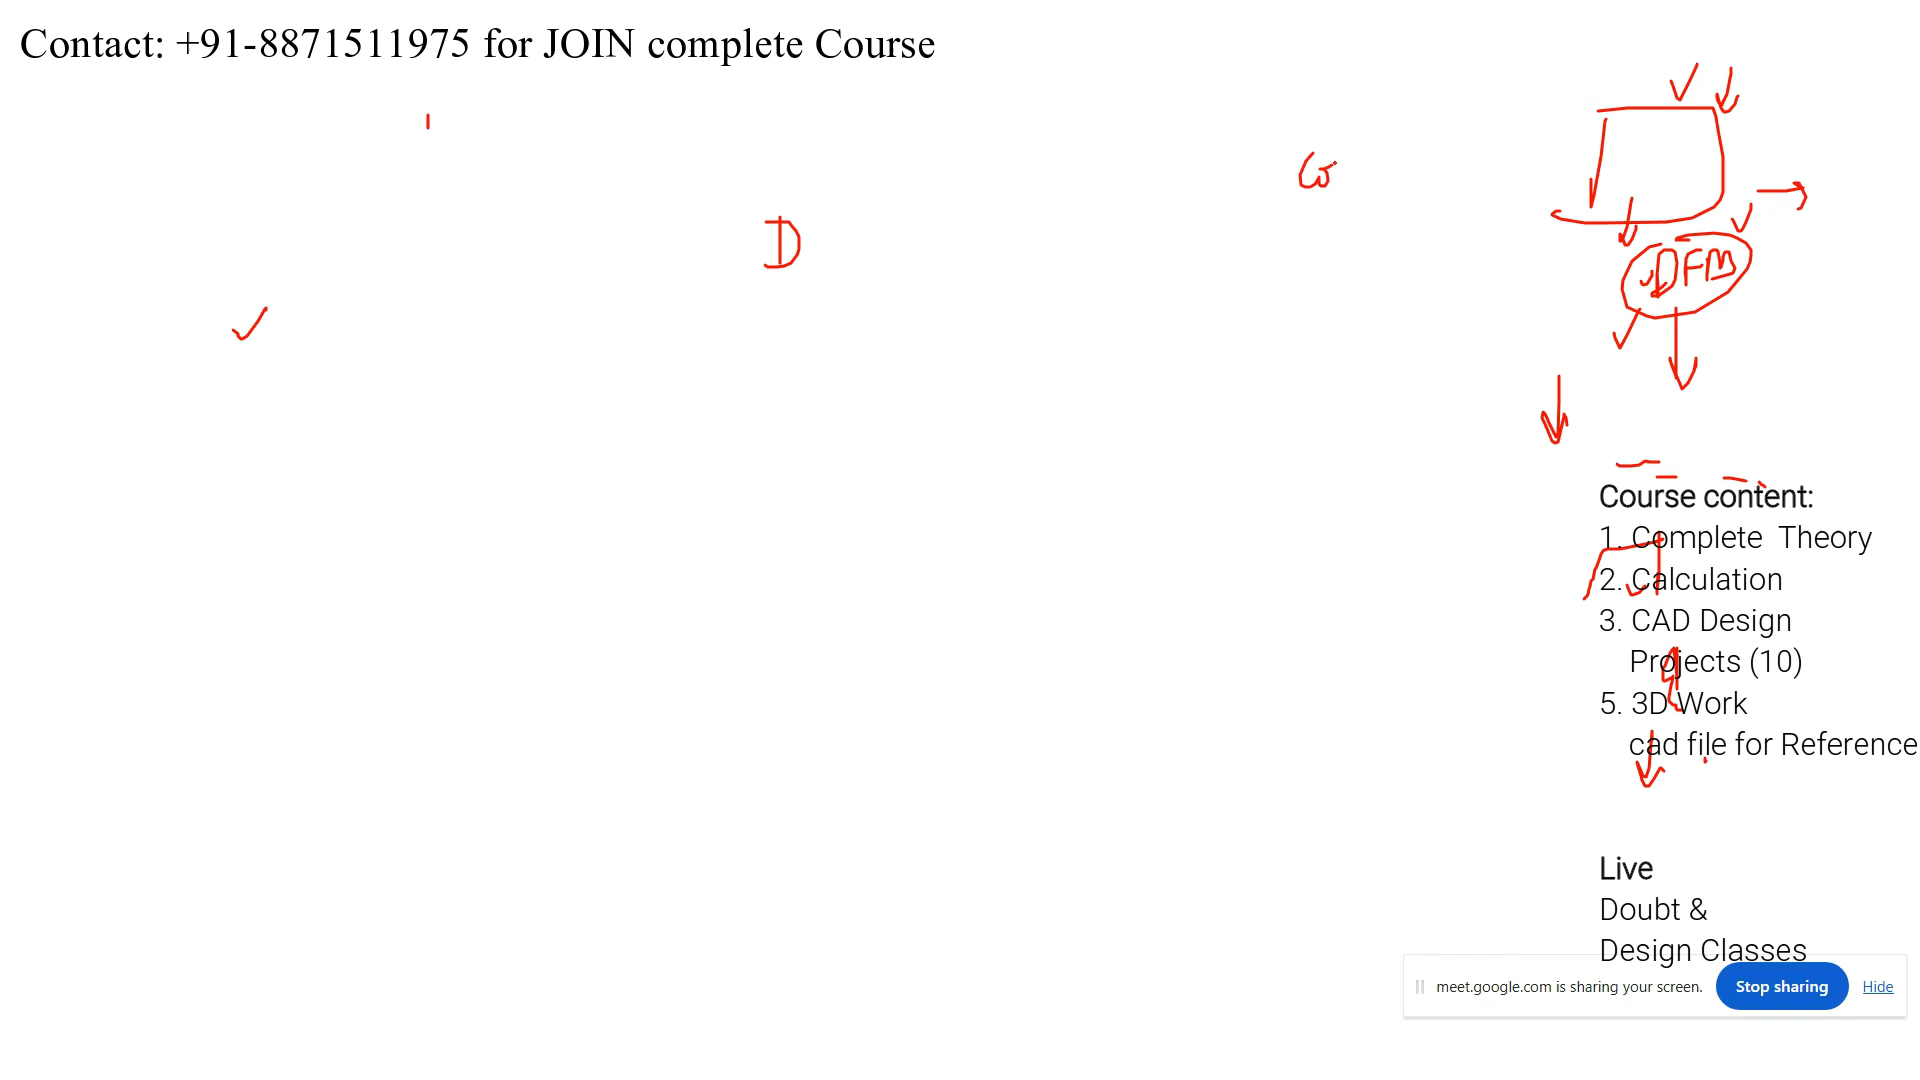 Contact: +91-8871511975 for JOIN complete Course
D
DFM
Course content:
1. Complete Theory
2. Calculation
3. CAD Design
Projects (10)
5. 3D Work
cad file for Reference
Live
Doubt &
Design Classes
meet.google.com is sharing your screen. Stop sharing Hide